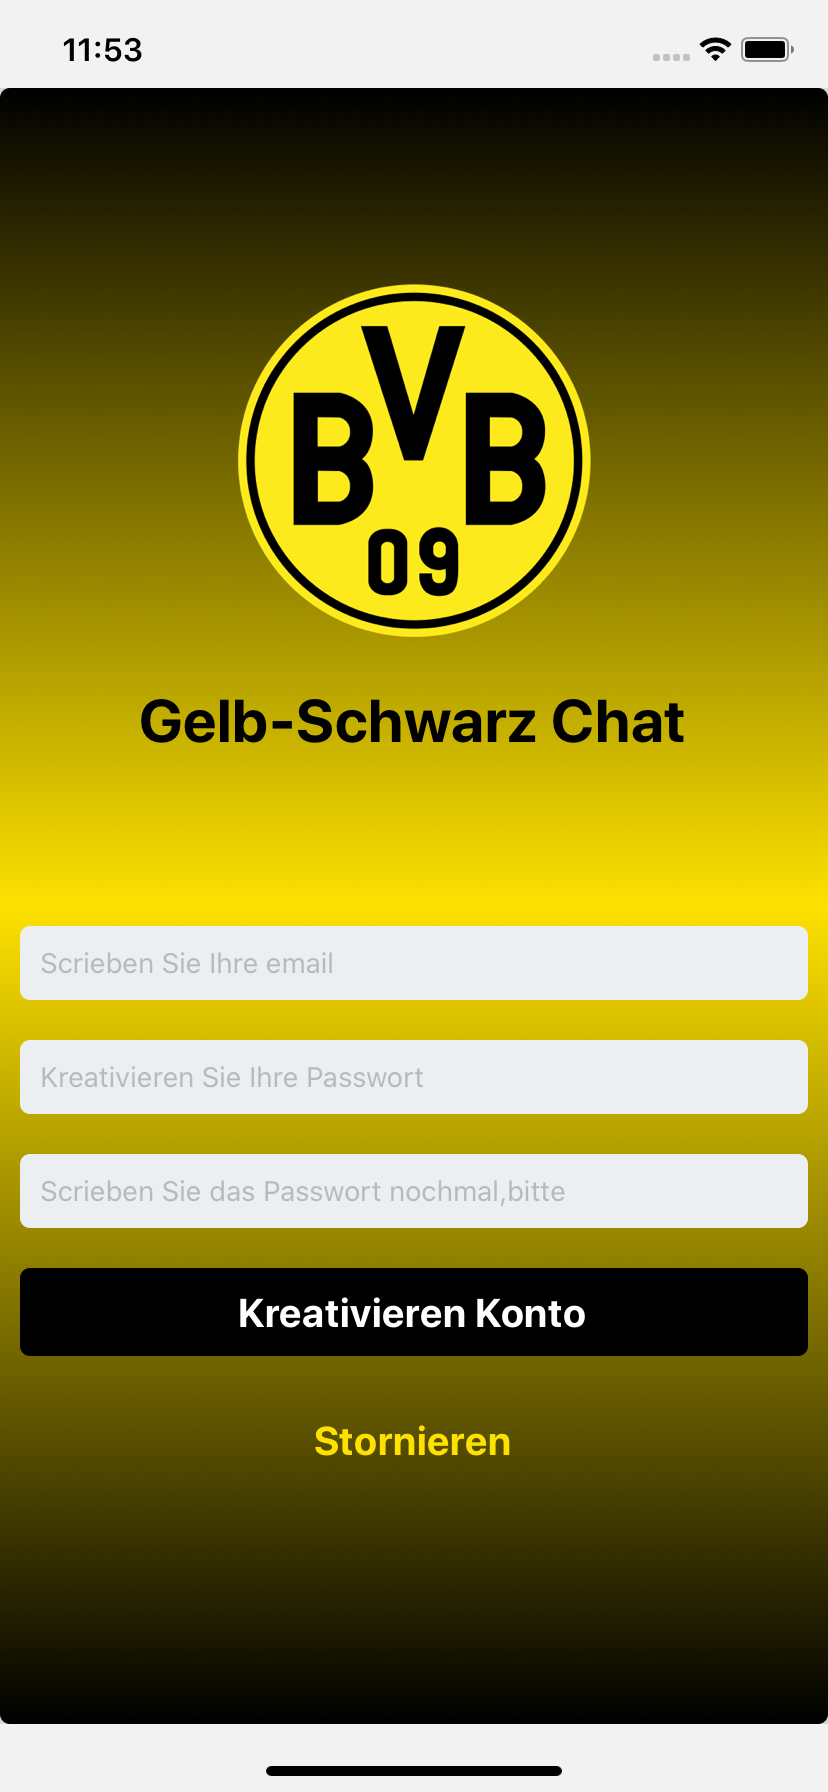 11:53
BVB
09
Gelb-Schwarz Chat
Scrieben Sie Ihre email
Kreativieren Sie Ihre Passwort
Scrieben Sie das Passwort nochmal,bitte
Kreativieren Konto
Stornieren